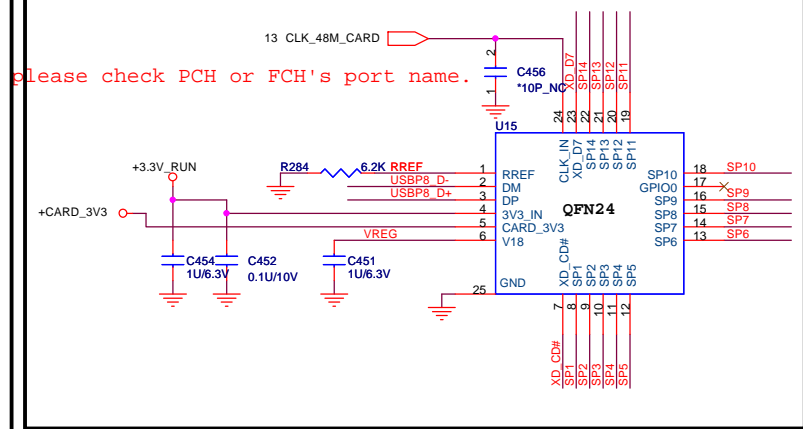 13 CLK_48M_CARD
please check PCH or FCH's port name.
2
C456
1
*10P_NC
XD_D7
SP14
SP13
SP12
SP11
24
23
22
21
20
19
U15
CLK_IN
XD_D7
SP14
SP13
SP12
SP11
+3.3V_RUN
R284
6.2K
RREF
1
RREF
USBP8_D-
2
DM
USBP8_D+
3
DP
4
3V3_IN
+CARD_3V3
5
CARD_3V3
VREG
6
V18
QFN24
SP10
18
SP10
GPIO0
17
SP9
16
SP9
SP8
15
SP8
SP7
14
SP7
SP6
13
SP6
C454
1U/6.3V
C452
0.1U/10V
C451
1U/6.3V
25
GND
XD_CD#
SP1
SP2
SP3
SP4
SP5
7
8
9
10
11
12
XD_CD#
SP1
SP2
SP3
SP4
SP5